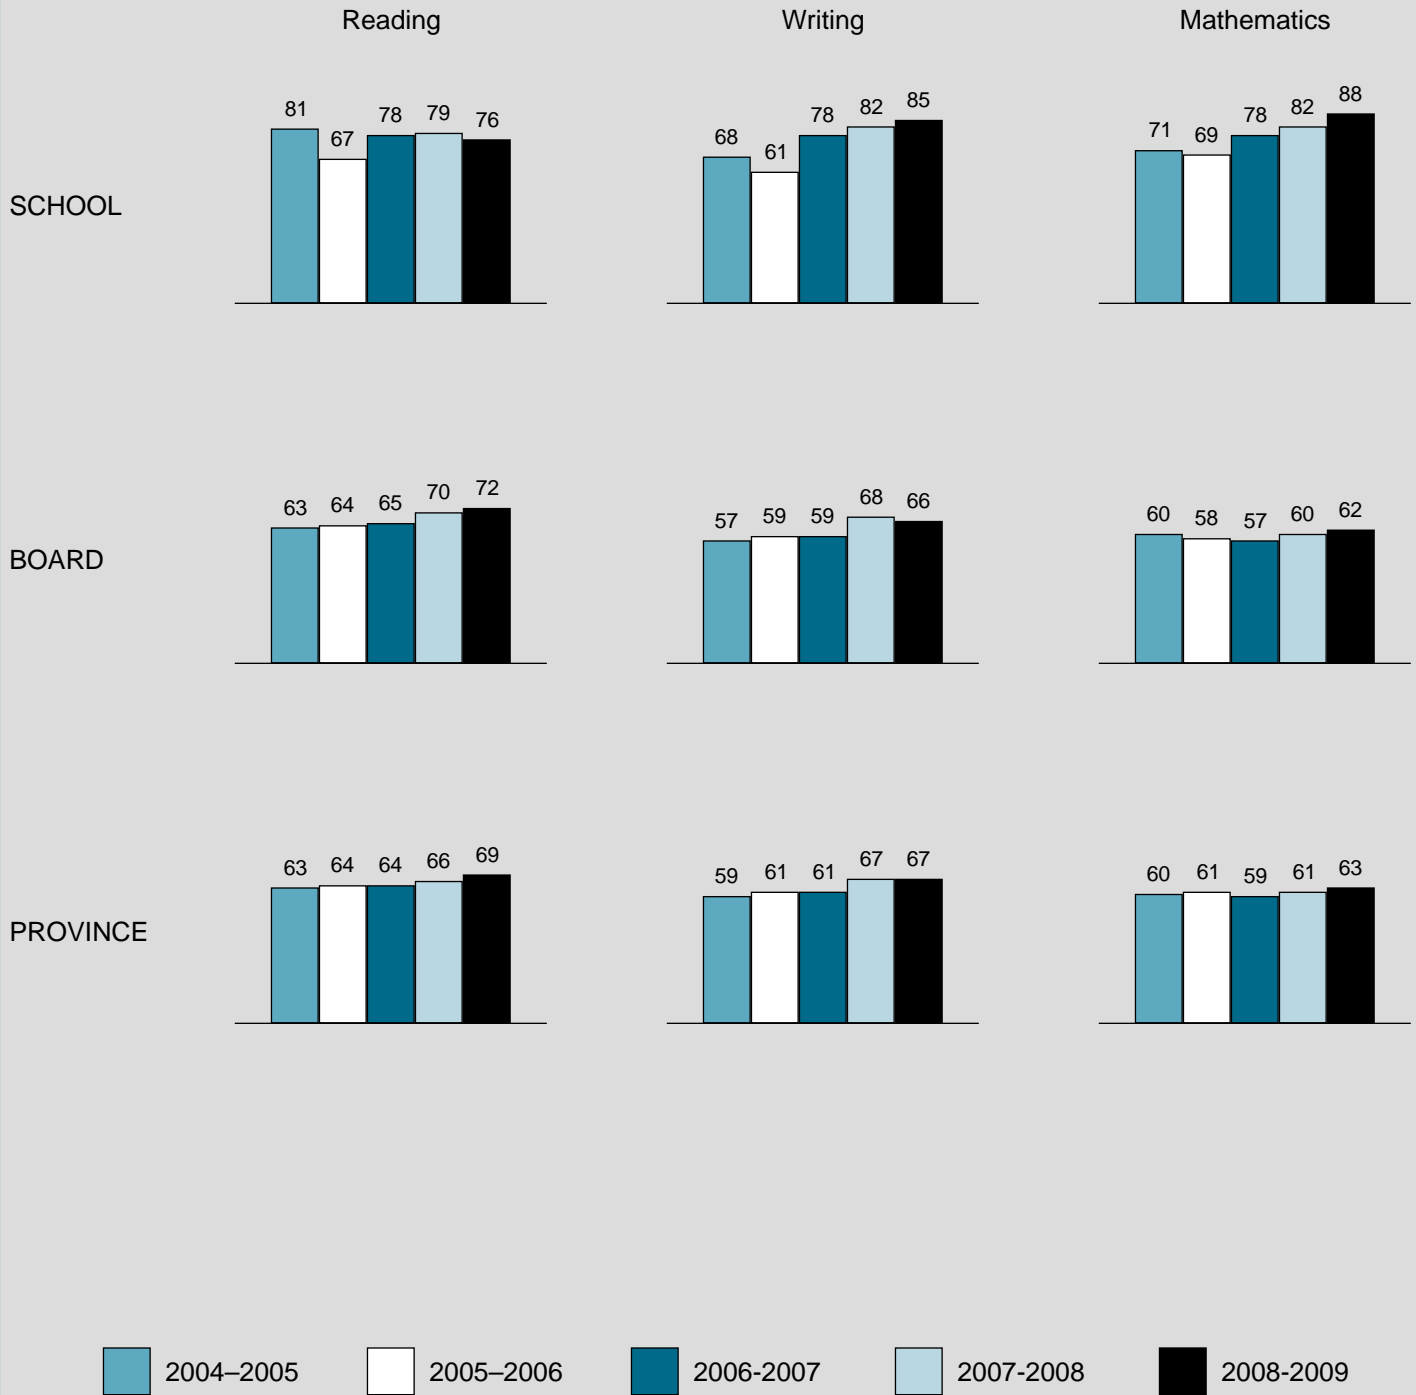 Reading Writing Mathematics
SCHOOL
81 67 78 79 76
68 61 78 82 85
71 69 78 82 88
BOARD
63 64 65 70 72
57 59 59 68 66
60 58 57 60 62
PROVINCE
63 64 64 66 69
59 61 61 67 67
60 61 59 61 63
2004–2005 2005–2006 2006-2007 2007-2008 2008-2009